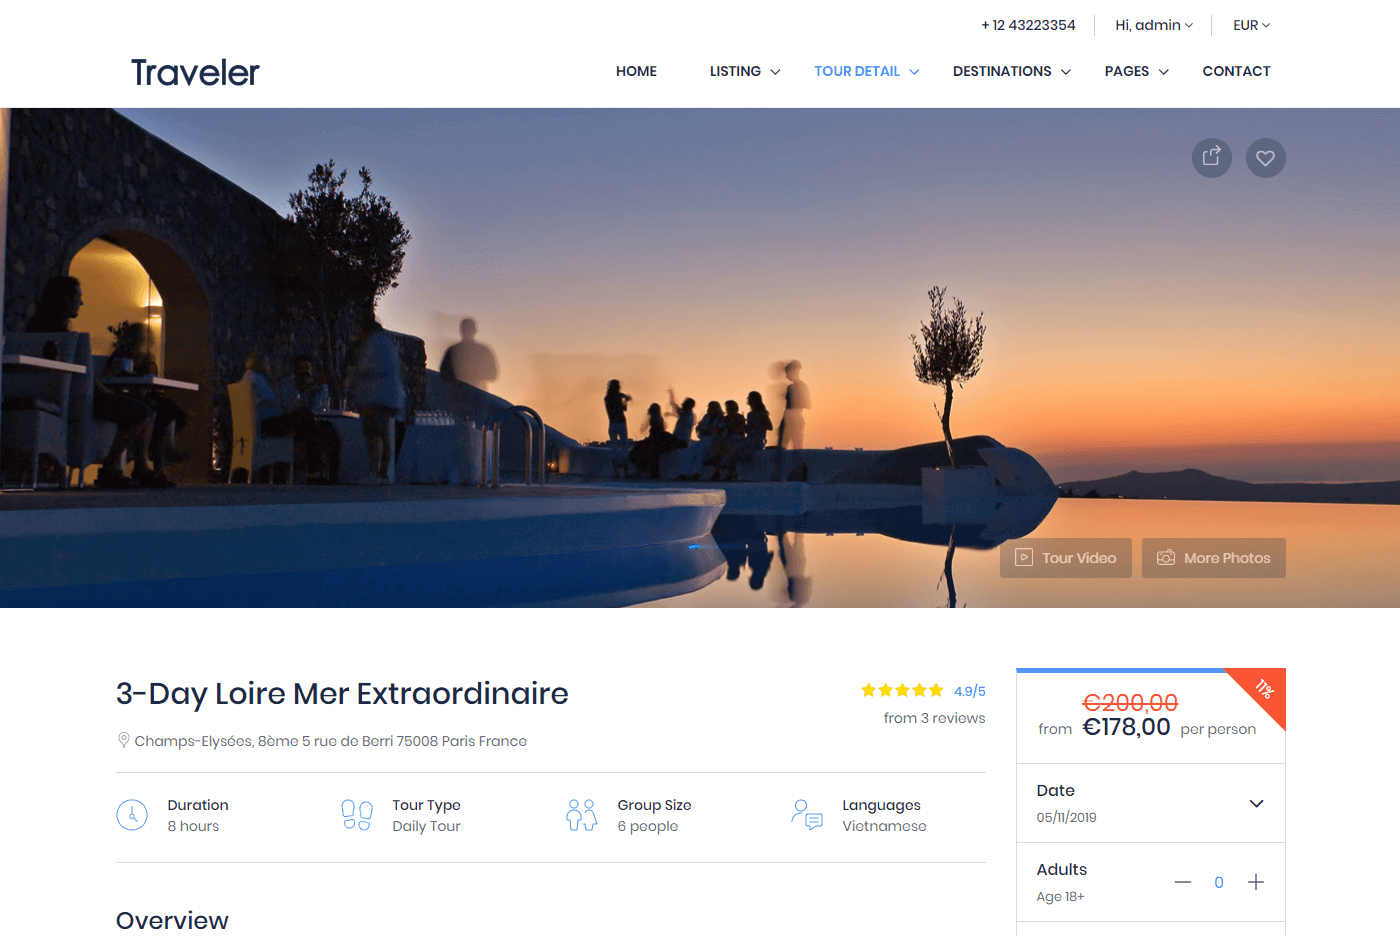 + 12 43223354
Hi, admin
EUR
Traveler
HOME
LISTING
TOUR DETAIL
DESTINATIONS
PAGES
CONTACT
Tour Video
More Photos
3-Day Loire Mer Extraordinaire
4.9/5
from 3 reviews
Champs-Elysées, 8ème 5 rue de Berri 75008 Paris France
Duration
8 hours
Tour Type
Daily Tour
Group Size
6 people
Languages
Vietnamese
Overview
11%
€200,00
from €178,00 per person
Date
05/11/2019
Adults
Age 18+
0